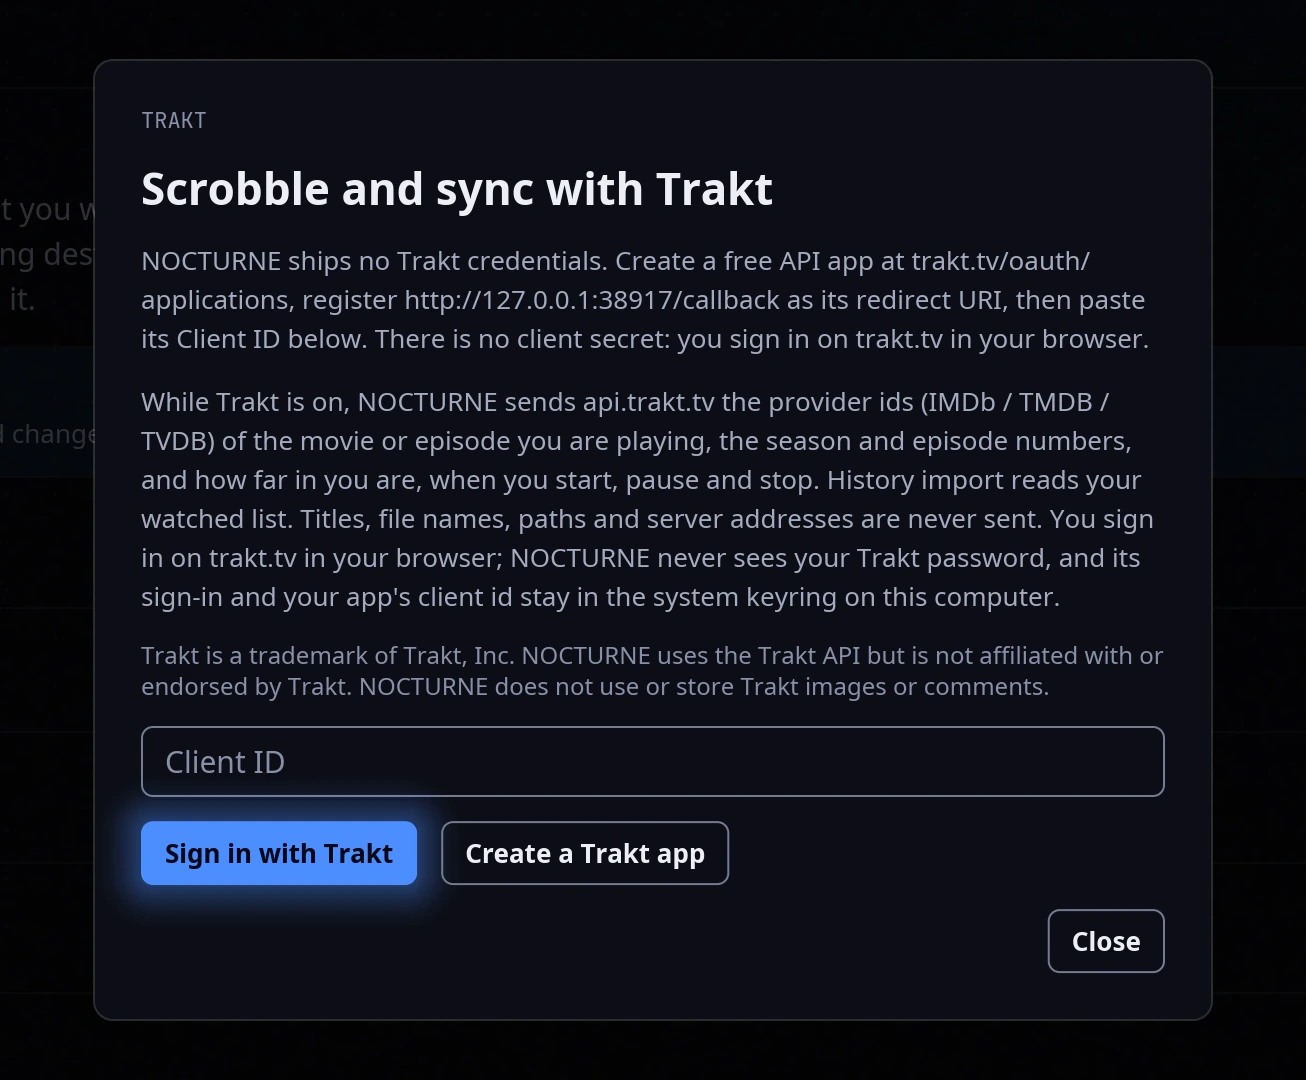 TRAKT
Scrobble and sync with Trakt
NOCTURNE ships no Trakt credentials. Create a free API app at trakt.tv/oauth/
applications, register http://127.0.0.1:38917/callback as its redirect URI, then paste
its Client ID below. There is no client secret: you sign in on trakt.tv in your browser.
While Trakt is on, NOCTURNE sends api.trakt.tv the provider ids (IMDb / TMDB /
TVDB) of the movie or episode you are playing, the season and episode numbers,
and how far in you are, when you start, pause and stop. History import reads your
watched list. Titles, file names, paths and server addresses are never sent. You sign
in on trakt.tv in your browser; NOCTURNE never sees your Trakt password, and its
sign-in and your app's client id stay in the system keyring on this computer.
Trakt is a trademark of Trakt, Inc. NOCTURNE uses the Trakt API but is not affiliated with or
endorsed by Trakt. NOCTURNE does not use or store Trakt images or comments.
Client ID
Sign in with Trakt
Create a Trakt app
Close
you
it.